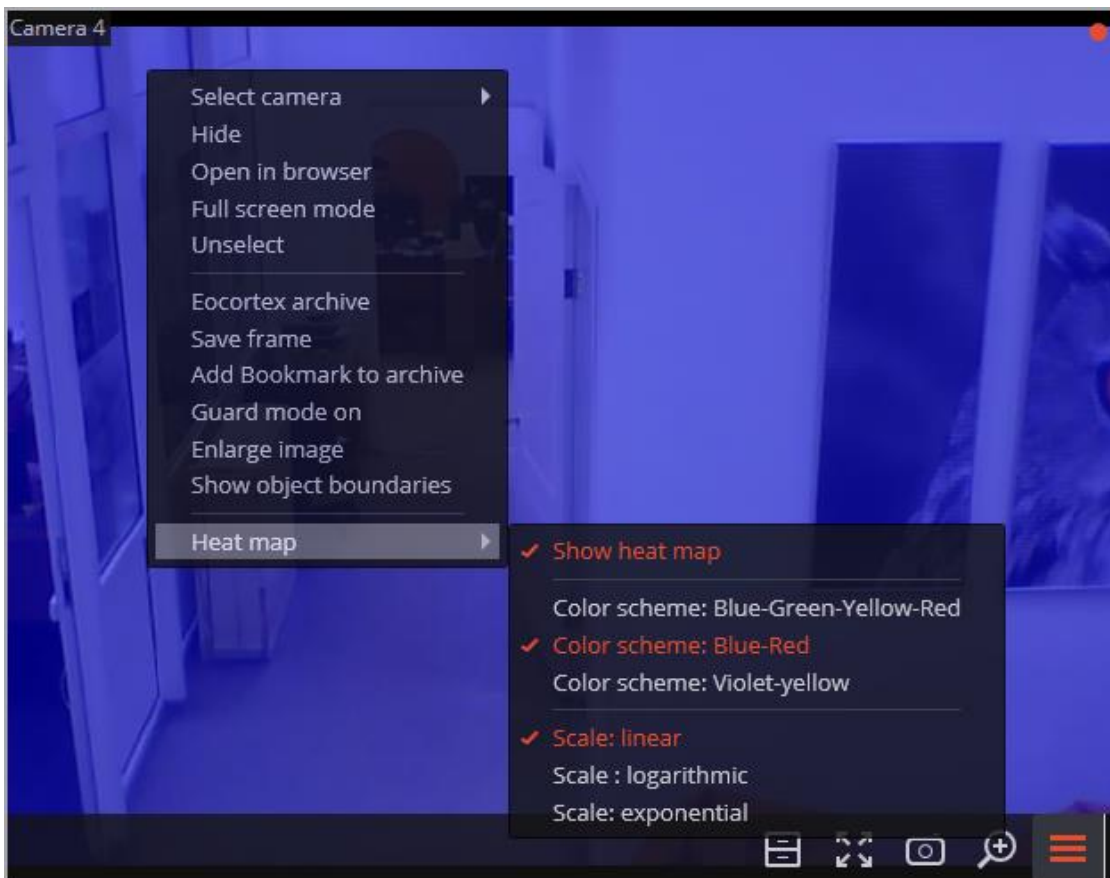 Camera 4
Select camera
Hide
Open in browser
Full screen mode
Unselect
Eocortex archive
Save frame
Add Bookmark to archive
Guard mode on
Enlarge image
Show object boundaries
Heat map
Show heat map
Color scheme: Blue-Green-Yellow-Red
Color scheme: Blue-Red
Color scheme: Violet-yellow
Scale: linear
Scale : logarithmic
Scale: exponential